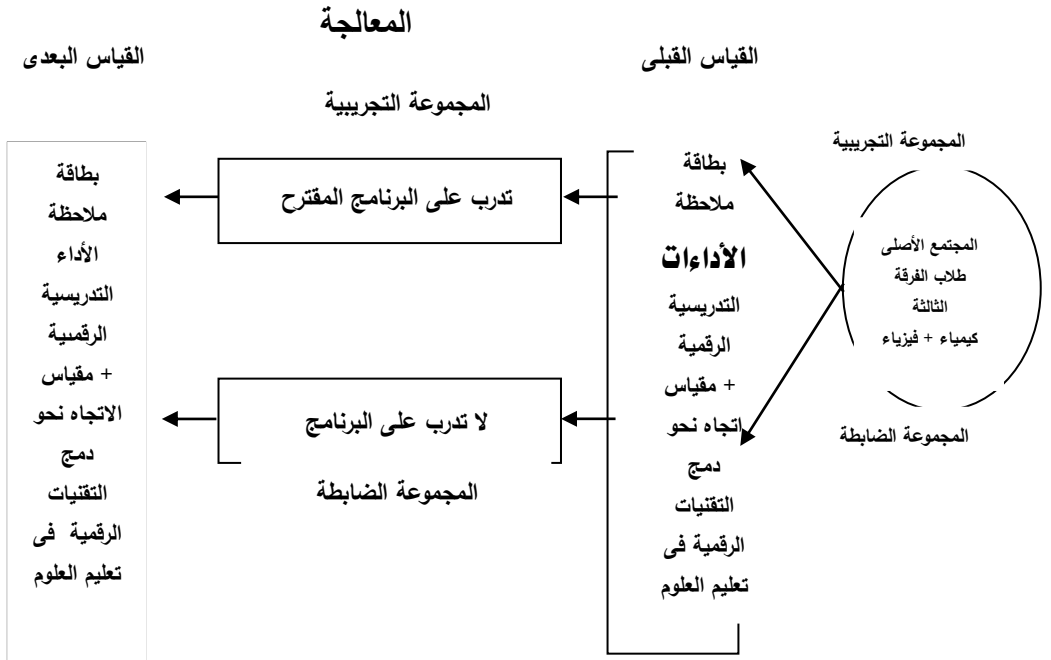 المعالجة
القياس القبلى
القياس البعدى
المجموعة التجريبية
المجموعة التجريبية
المجتمع الأصلى
طلاب الفرقة
الثالثة
كيمياء + فيزياء
المجموعة الضابطة
بطاقة
ملاحظة
الأداءات
التدريسية
الرقمية
+ مقياس
اتجاه نحو
دمج
التقنيات
الرقمية فى
تعليم العلوم
تدرب على البرنامج المقترح
لا تدرب على البرنامج
المجموعة الضابطة
بطاقة
ملاحظة
الأداء
التدريسية
الرقمية
+ مقياس
الاتجاه نحو
دمج
التقنيات
الرقمية فى
تعليم العلوم